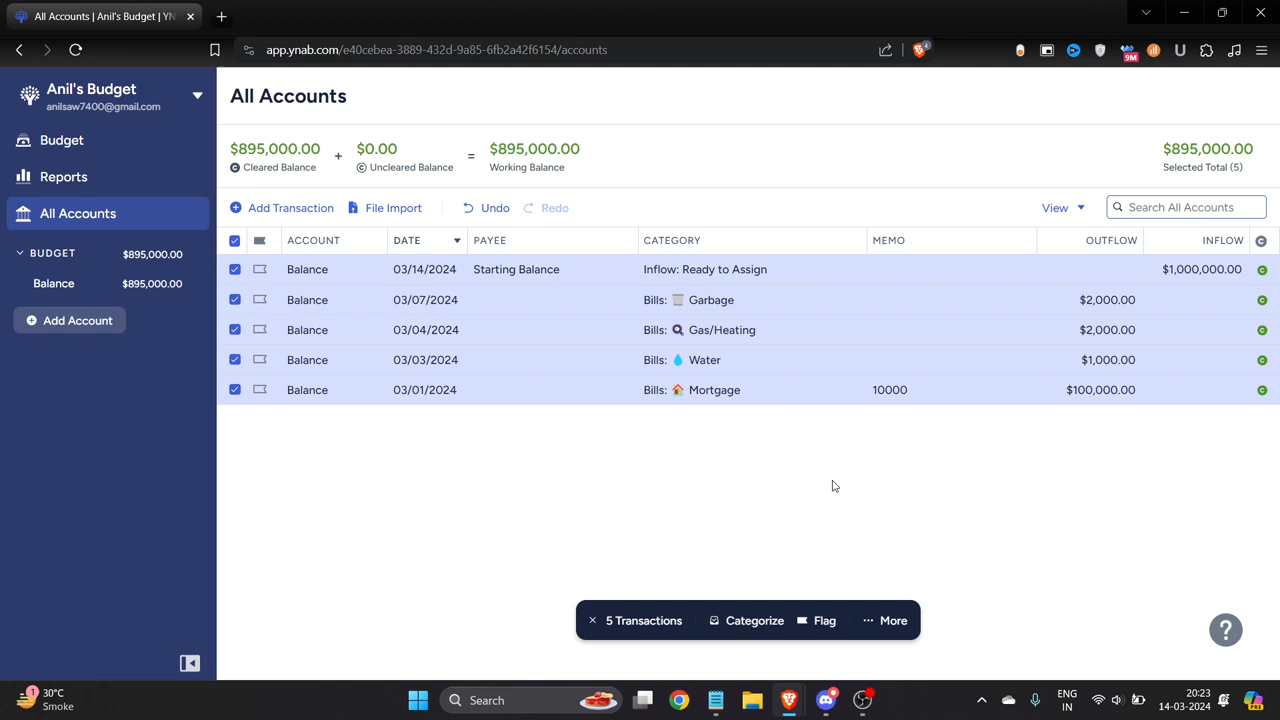 All Accounts | Anil's Budget | YN
app.ynab.com/e40cebea-3889-432d-9a85-6fb2a42f6154/accounts
4
9M
Anil's Budget
anilsaw7400@gmail.com
Budget
Reports
All Accounts
BUDGET $895,000.00
Balance $895,000.00
Add Account
All Accounts
$895,000.00 + $0.00 = $895,000.00 $895,000.00
C Cleared Balance C Uncleared Balance Working Balance Selected Total (5)
Add Transaction File Import Undo Redo View Search All Accounts
ACCOUNT DATE PAYEE CATEGORY MEMO OUTFLOW INFLOW C
Balance 03/14/2024 Starting Balance Inflow: Ready to Assign $1,000,000.00 C
Balance 03/07/2024 Bills: 🗑️ Garbage $2,000.00 C
Balance 03/04/2024 Bills: 🍳 Gas/Heating $2,000.00 C
Balance 03/03/2024 Bills: 💧 Water $1,000.00 C
Balance 03/01/2024 Bills: 🏠 Mortgage 10000 $100,000.00 C
× 5 Transactions Categorize Flag ··· More
?
1
30°C
Smoke
Search
ENG
IN
20:23
14-03-2024